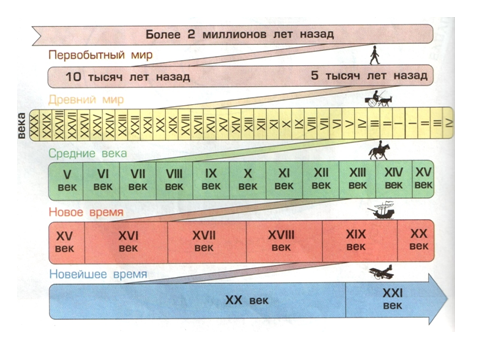 Более 2 миллионов лет назад
Первобытный мир
10 тысяч лет назад 5 тысяч лет назад
Древний мир
века
XXX XXIX XXVIII XXVII XXVI XXV XXIV XXIII XXII XXI XX XIX XVIII XVII XVI XV XIV XIII XII XI X IX VIII VII VI V IV III II I I II III IV
Средние века
V VI VII VIII IX X XI XII XIII XIV XV
век век век век век век век век век век век
Новое время
XV XVI XVII XVIII XIX XX
век век век век век век
Новейшее время
XX век XXI
век